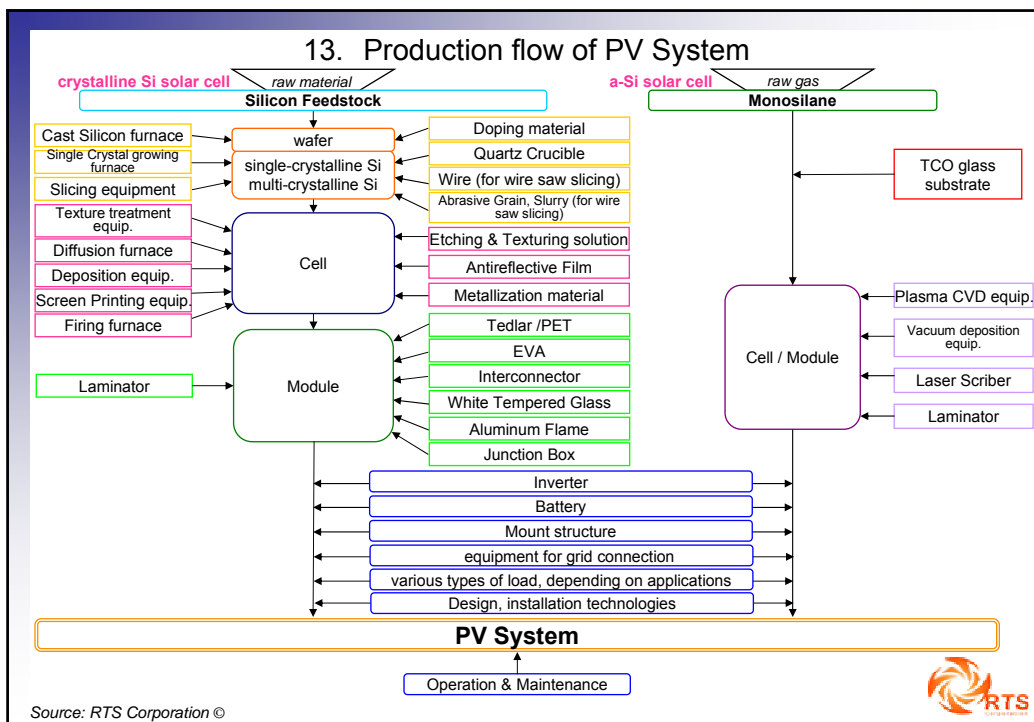 13. Production flow of PV System
crystalline Si solar cell
raw material
Silicon Feedstock
a-Si solar cell
raw gas
Monosilane
Cast Silicon furnace
Single Crystal growing
furnace
Slicing equipment
wafer
single-crystalline Si
multi-crystalline Si
Doping material
Quartz Crucible
Wire (for wire saw slicing)
Abrasive Grain, Slurry (for wire
saw slicing)
TCO glass
substrate
Texture treatment
equip.
Diffusion furnace
Deposition equip.
Screen Printing equip.
Firing furnace
Cell
Etching & Texturing solution
Antireflective Film
Metallization material
Laminator
Module
Tedlar /PET
EVA
Interconnector
White Tempered Glass
Aluminum Flame
Junction Box
Cell / Module
Plasma CVD equip.
Vacuum deposition
equip.
Laser Scriber
Laminator
Inverter
Battery
Mount structure
equipment for grid connection
various types of load, depending on applications
Design, installation technologies
PV System
Operation & Maintenance
Source: RTS Corporation ©
RTS
Corporation